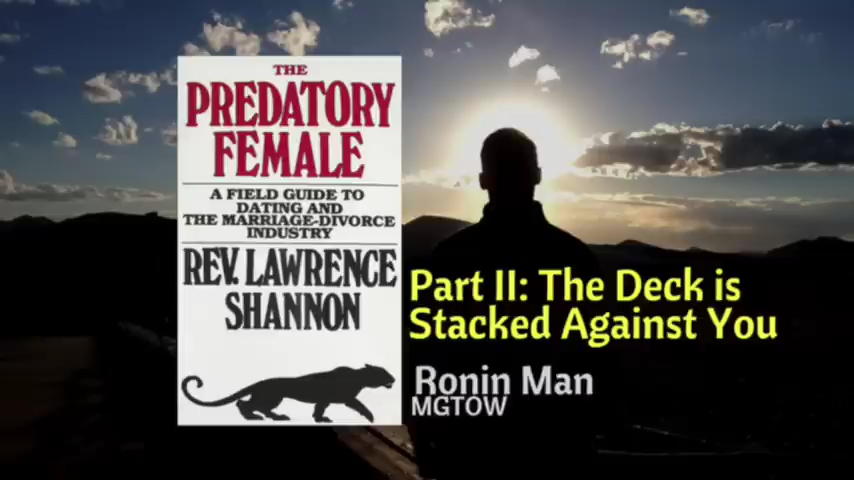 THE
PREDATORY
FEMALE
A FIELD GUIDE TO
DATING AND
THE MARRIAGE-DIVORCE
INDUSTRY
REV. LAWRENCE
SHANNON
Part II: The Deck is
Stacked Against You
Ronin Man
MGTOW